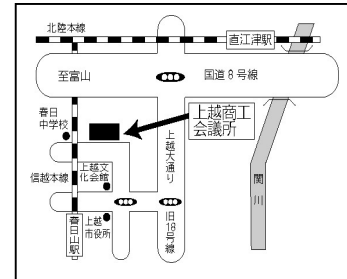 北陸本線
直江津駅
至富山
国道8号線
春日
中学校
上越商工
会議所
上越大通り
上越文
化会館
信越本線
関川
春日山駅
上越
市役所
旧18号線